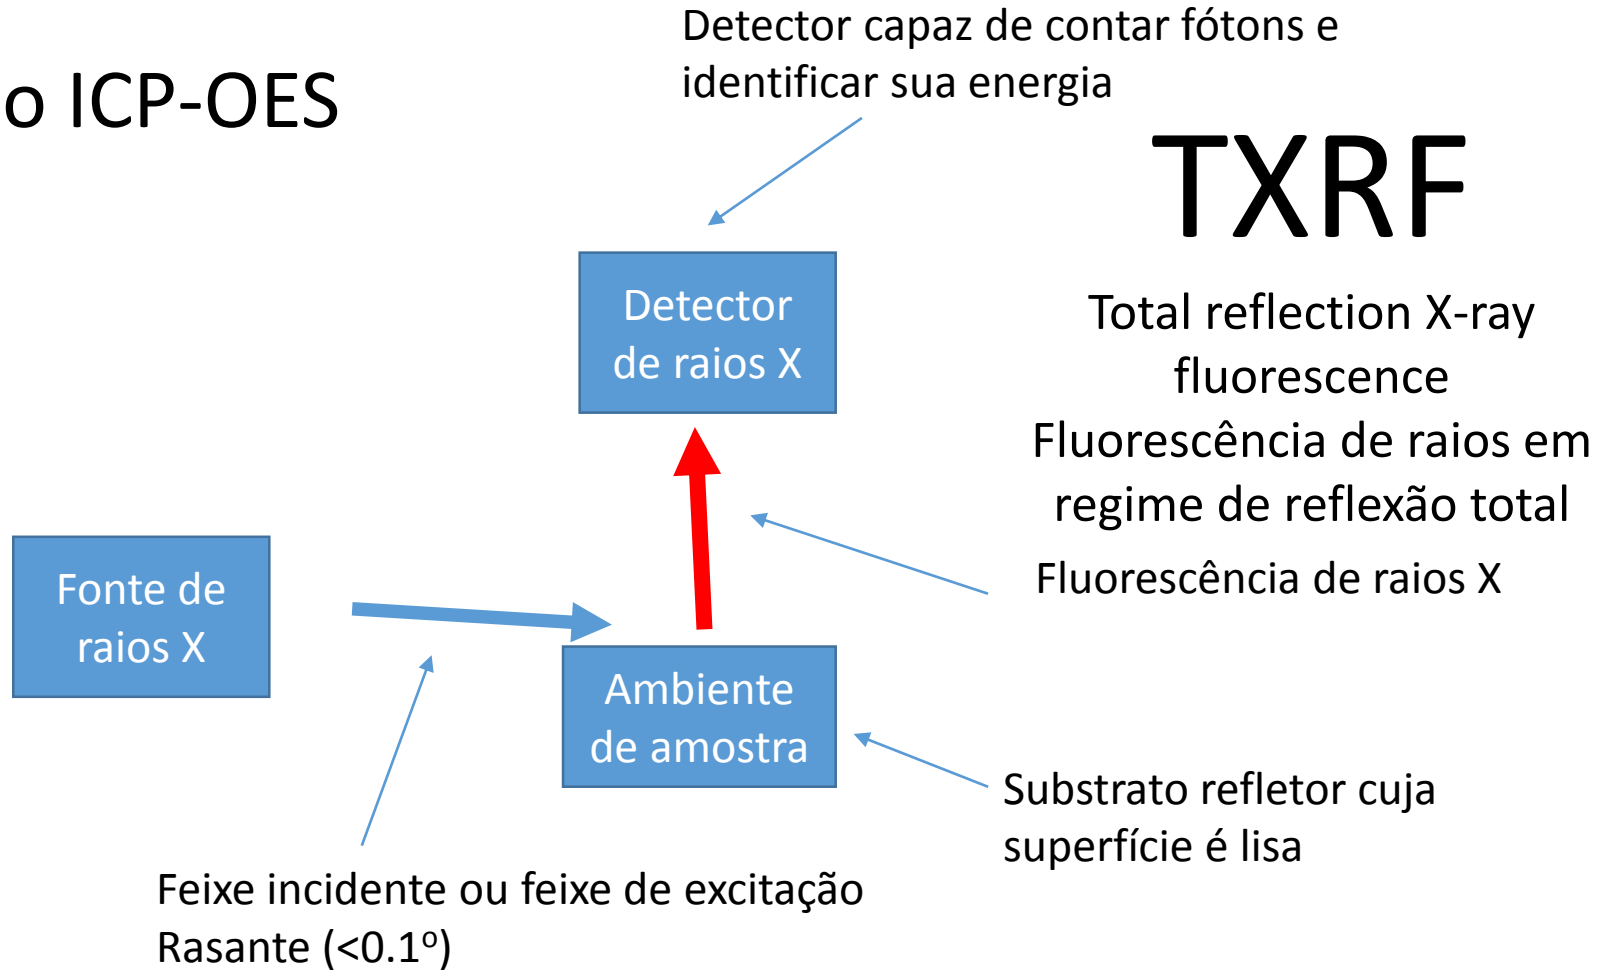 Detector capaz de contar fótons e
identificar sua energia
o ICP-OES
TXRF
Detector
de raios X
Total reflection X-ray
fluorescence
Fluorescência de raios em
regime de reflexão total
Fluorescência de raios X
Fonte de
raios X
Ambiente
de amostra
Substrato refletor cuja
superfície é lisa
Feixe incidente ou feixe de excitação
Rasante (<0.1º)